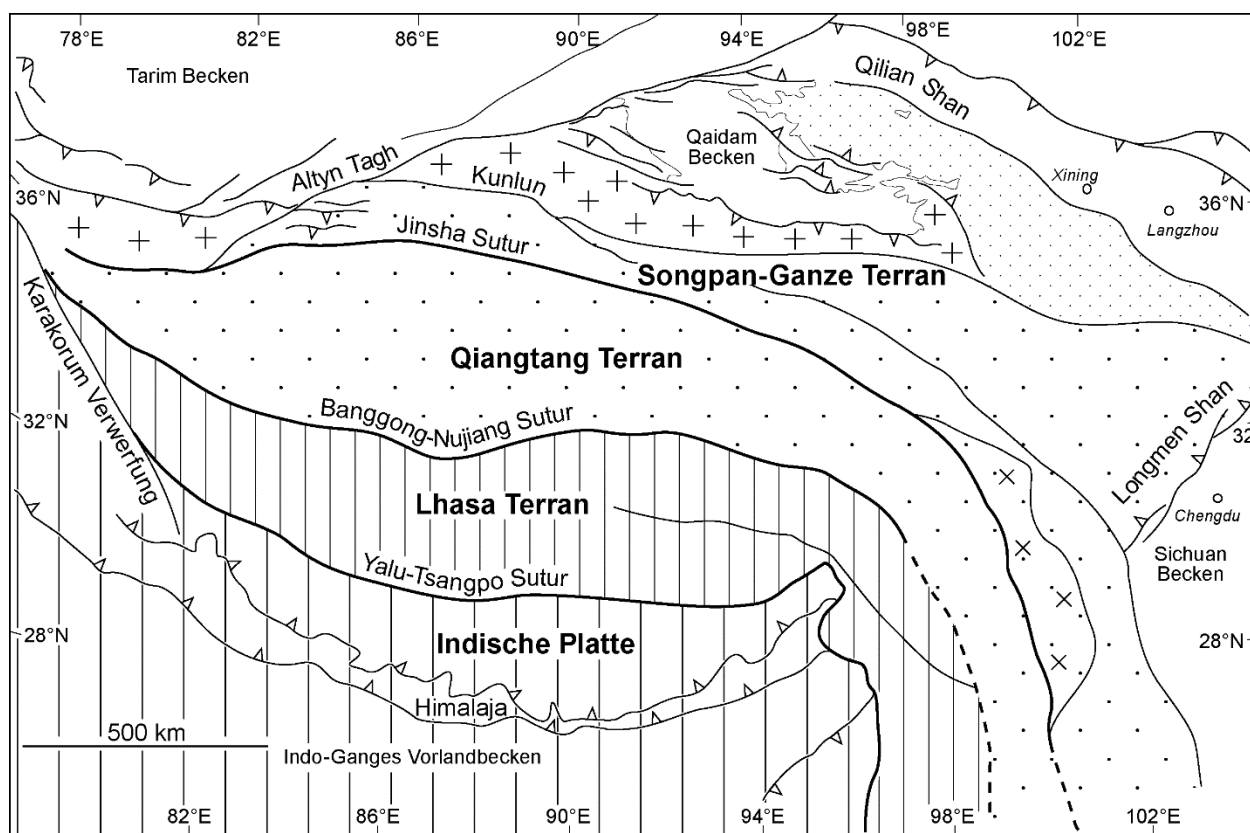 78°E 82°E 86°E 90°E 94°E 98°E 102°E
Tarim Becken
Qilian Shan
Qaidam
Becken
Altyn Tagh
Kunlun
Xining
36°N
36°N
Langzhou
Jinsha Sutur
Songpan-Ganze Terran
Karakorum Verwerfung
Qiangtang Terran
32°N
Banggong-Nujiang Sutur
32
Longmen Shan
Lhasa Terran
Chengdu
Sichuan
Becken
Yalu-Tsangpo Sutur
28°N
Indische Platte
28°N
Himalaja
500 km
Indo-Ganges Vorlandbecken
82°E 86°E 90°E 94°E 98°E 102°E